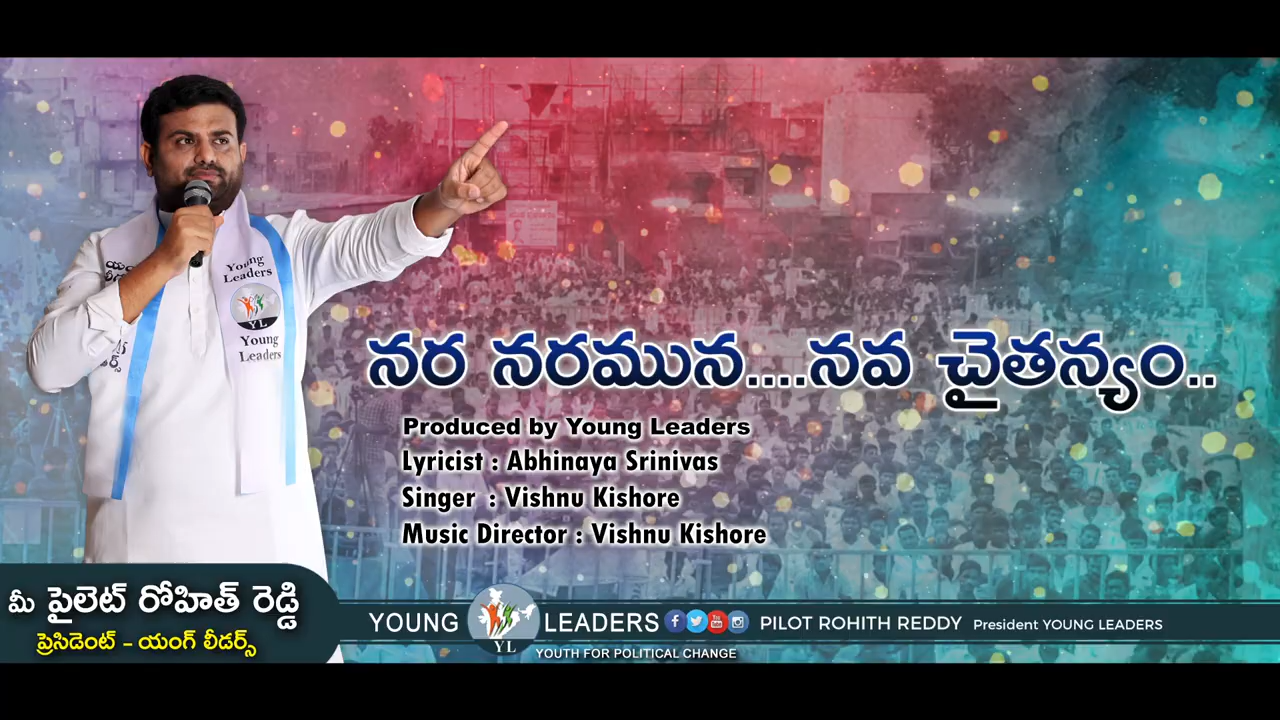 Young
Leaders
YL
Young
Leaders
నర నరమున....నవ చైతన్యం..
Produced by Young Leaders
Lyricist : Abhinaya Srinivas
Singer : Vishnu Kishore
Music Director : Vishnu Kishore
మీ పైలెట్ రోహిత్ రెడ్డి
ప్రెసిడెంట్ - యంగ్ లీడర్స్
YOUNG YL LEADERS PILOT ROHITH REDDY President YOUNG LEADERS
YOUTH FOR POLITICAL CHANGE